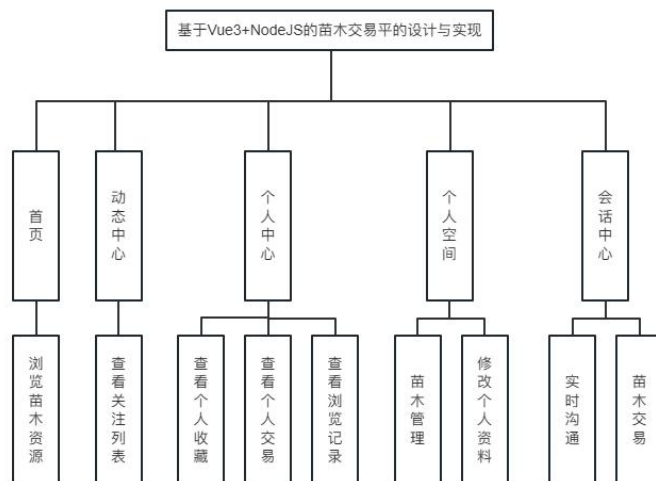 基于Vue3+NodeJS的苗木交易平的设计与实现
首页
动态中心
个人中心
个人空间
会话中心
浏览苗木资源
查看关注列表
查看个人收藏
查看个人交易
查看浏览记录
苗木管理
修改个人资料
实时沟通
苗木交易